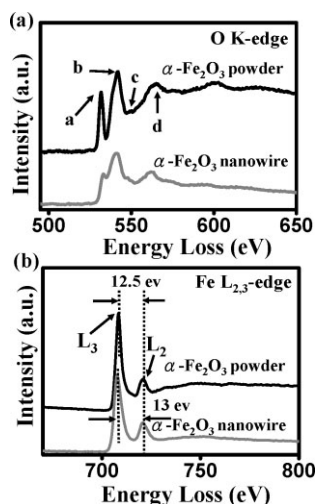 (a)
O K-edge
b
α-Fe₂O₃ powder
c
a
d
α-Fe₂O₃ nanowire
Intensity (a.u.)
500 550 600 650
Energy Loss (eV)
(b)
12.5 ev
Fe L₂,₃-edge
L₃
L₂
α-Fe₂O₃ powder
13 ev
α-Fe₂O₃ nanowire
Intensity (a.u.)
700 750 800
Energy Loss (eV)